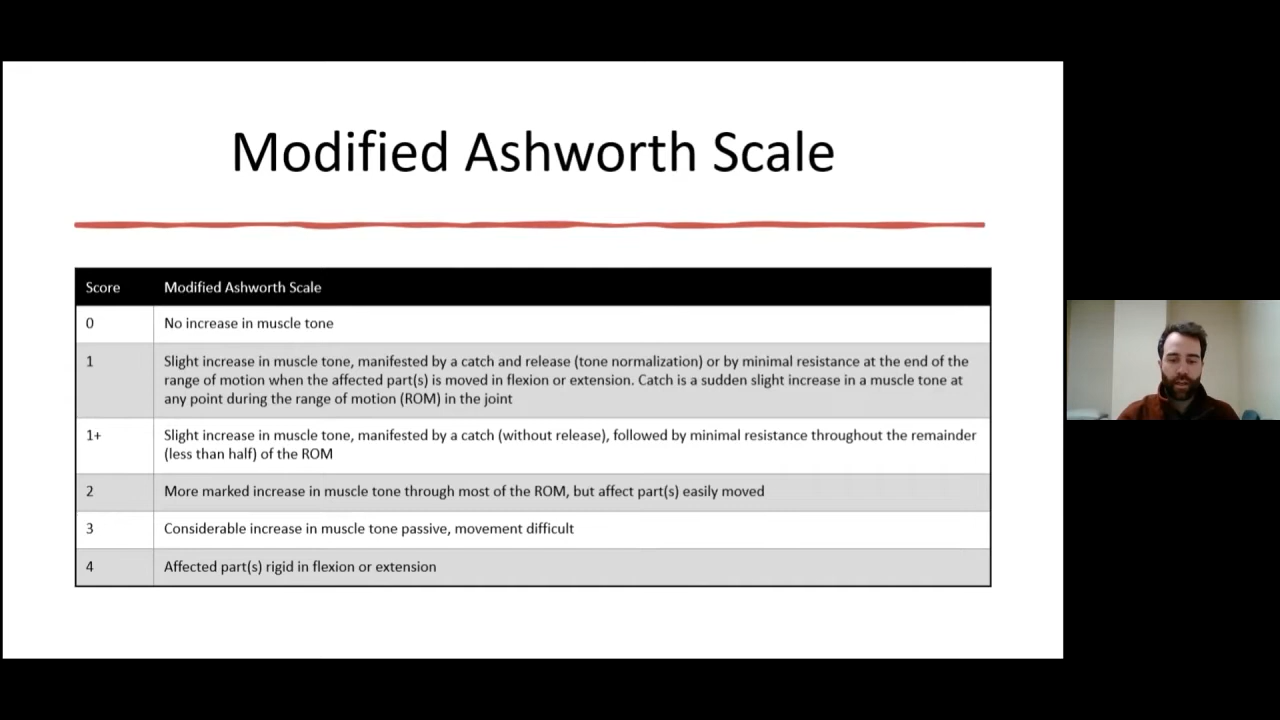 Modified Ashworth Scale
Score Modified Ashworth Scale
0 No increase in muscle tone
1 Slight increase in muscle tone, manifested by a catch and release (tone normalization) or by minimal resistance at the end of the
range of motion when the affected part(s) is moved in flexion or extension. Catch is a sudden slight increase in a muscle tone at
any point during the range of motion (ROM) in the joint
1+ Slight increase in muscle tone, manifested by a catch (without release), followed by minimal resistance throughout the remainder
(less than half) of the ROM
2 More marked increase in muscle tone through most of the ROM, but affect part(s) easily moved
3 Considerable increase in muscle tone passive, movement difficult
4 Affected part(s) rigid in flexion or extension